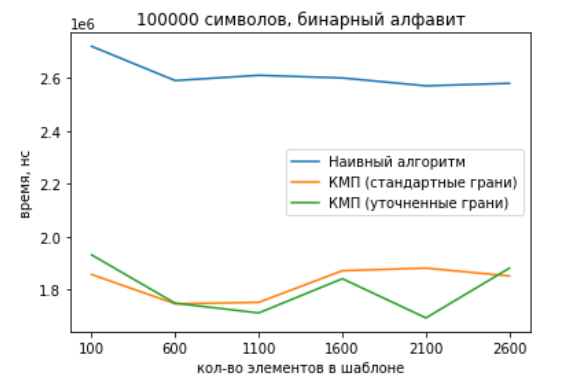 100000 символов, бинарный алфавит
1e6
2.6
2.4
2.2
2.0
1.8
время, нс
Наивный алгоритм
КМП (стандартные грани)
КМП (уточненные грани)
100 600 1100 1600 2100 2600
кол-во элементов в шаблоне